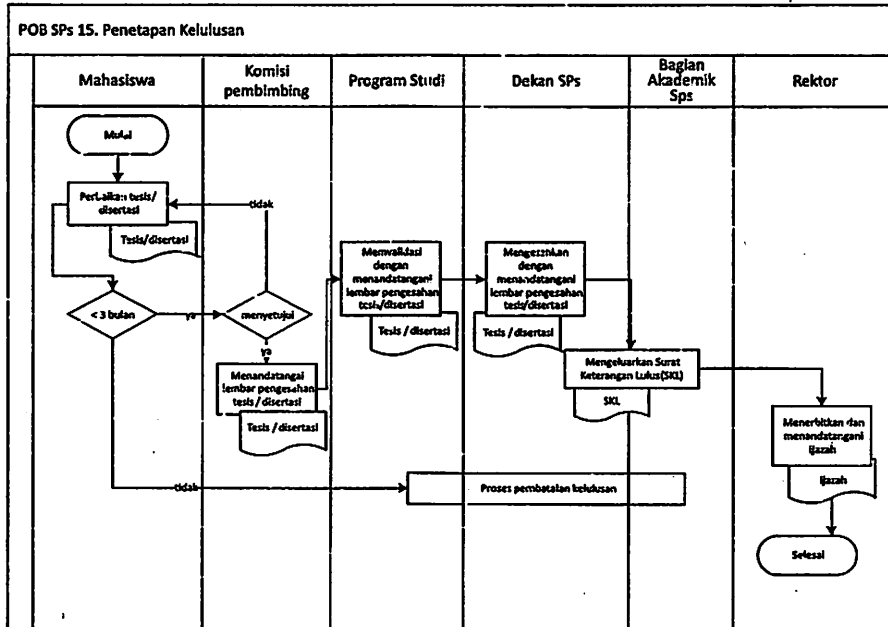 POB SPs 15. Penetapan Kelulusan
Mahasiswa
Komisi
pembimbing
Program Studi
Dekan SPs
Bagian
Akademik
Sps
Rektor
Mulai
Perbaikan tesis/
disertasi
Tesis/disertasi
tidak
< 3 bulan
ya
menyetujui
ya
Menandatangai
lembar pengesahan
tesis / disertasi
Tesis / disertasi
Memvalidasi
dengan
menandatangani
lembar pengesahan
tesis/disertasi
Tesis / disertasi
Mengesahkan
dengan
menandatangani
lembar pengesahan
tesis/disertasi
Tesis / disertasi
Mengeluarkan Surat
Keterangan Lulus(SKL)
SKL
Menerbitkan dan
menandatangani
Ijazah
Ijazah
tidak
Proses pembatalan kelulusan
Selesai